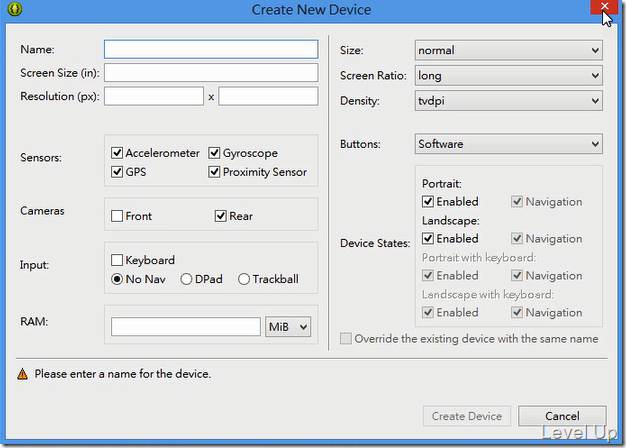 Create New Device
Name:
Screen Size (in):
Resolution (px):
x
Sensors:
Accelerometer
Gyroscope
GPS
Proximity Sensor
Cameras
Front
Rear
Input:
Keyboard
No Nav
DPad
Trackball
RAM:
MiB
Size:
normal
Screen Ratio:
long
Density:
tvdpi
Buttons:
Software
Device States:
Portrait:
Enabled
Navigation
Landscape:
Enabled
Navigation
Portrait with keyboard:
Enabled
Navigation
Landscape with keyboard:
Enabled
Navigation
Override the existing device with the same name
Please enter a name for the device.
Create Device
Cancel
Level Up